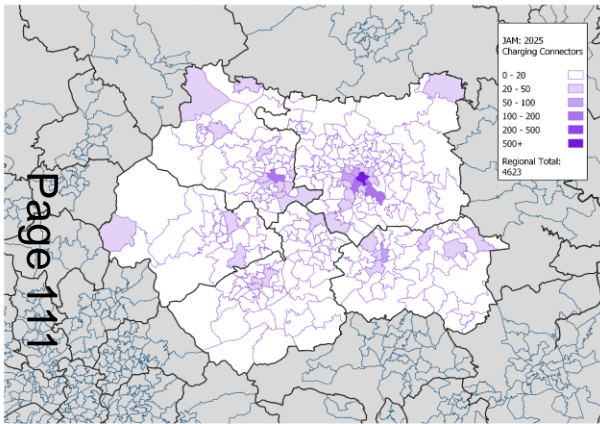 JAM: 2025
Charging Connectors
0 - 20
20 - 50
50 - 100
100 - 200
200 - 500
500+
Regional Total:
4623
Page 111